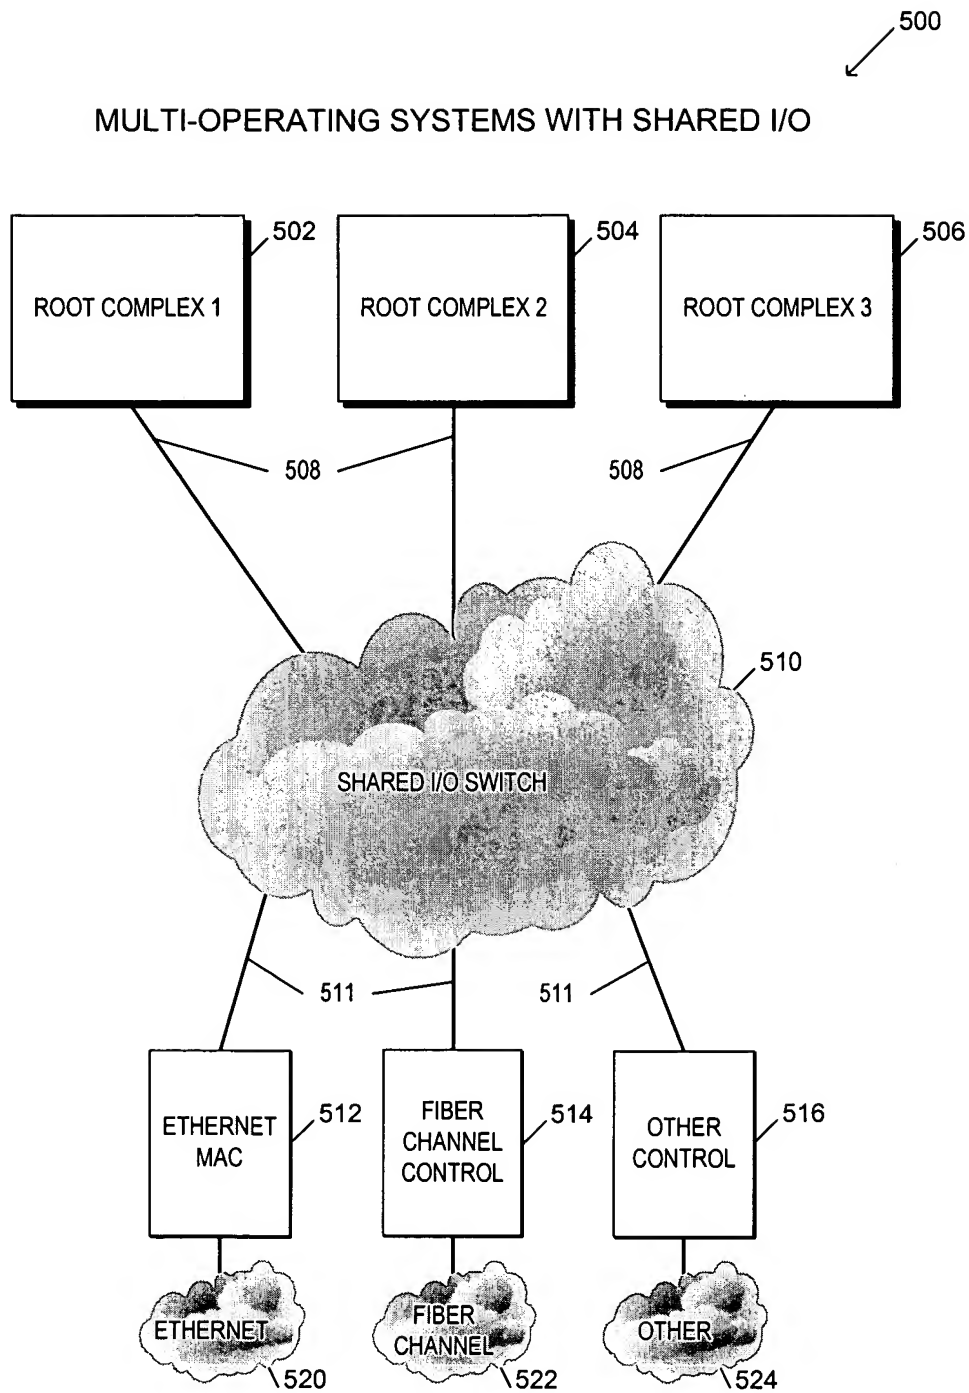 500
MULTI-OPERATING SYSTEMS WITH SHARED I/O
502
504
506
ROOT COMPLEX 1
ROOT COMPLEX 2
ROOT COMPLEX 3
508
508
510
SHARED I/O SWITCH
511
511
ETHERNET
MAC
512
FIBER
CHANNEL
CONTROL
514
OTHER
CONTROL
516
ETHERNET
520
FIBER
CHANNEL
522
OTHER
524